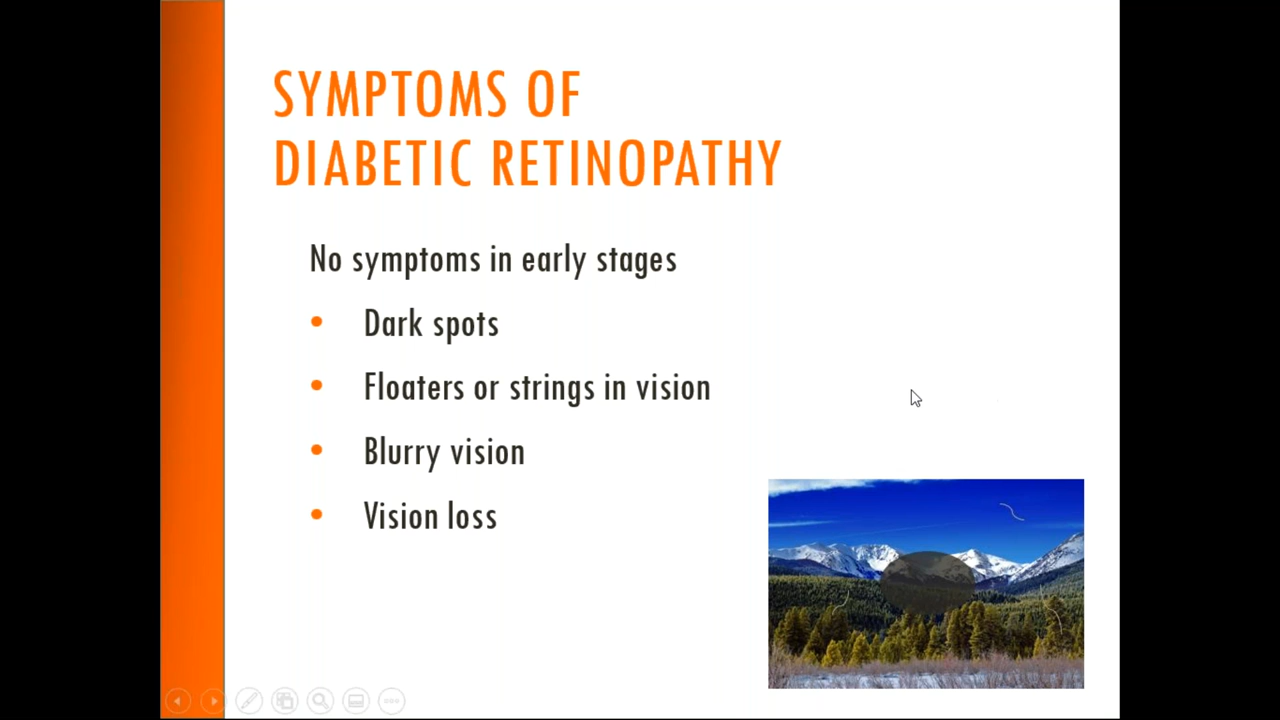 SYMPTOMS OF
DIABETIC RETINOPATHY
No symptoms in early stages
• Dark spots
• Floaters or strings in vision
• Blurry vision
• Vision loss